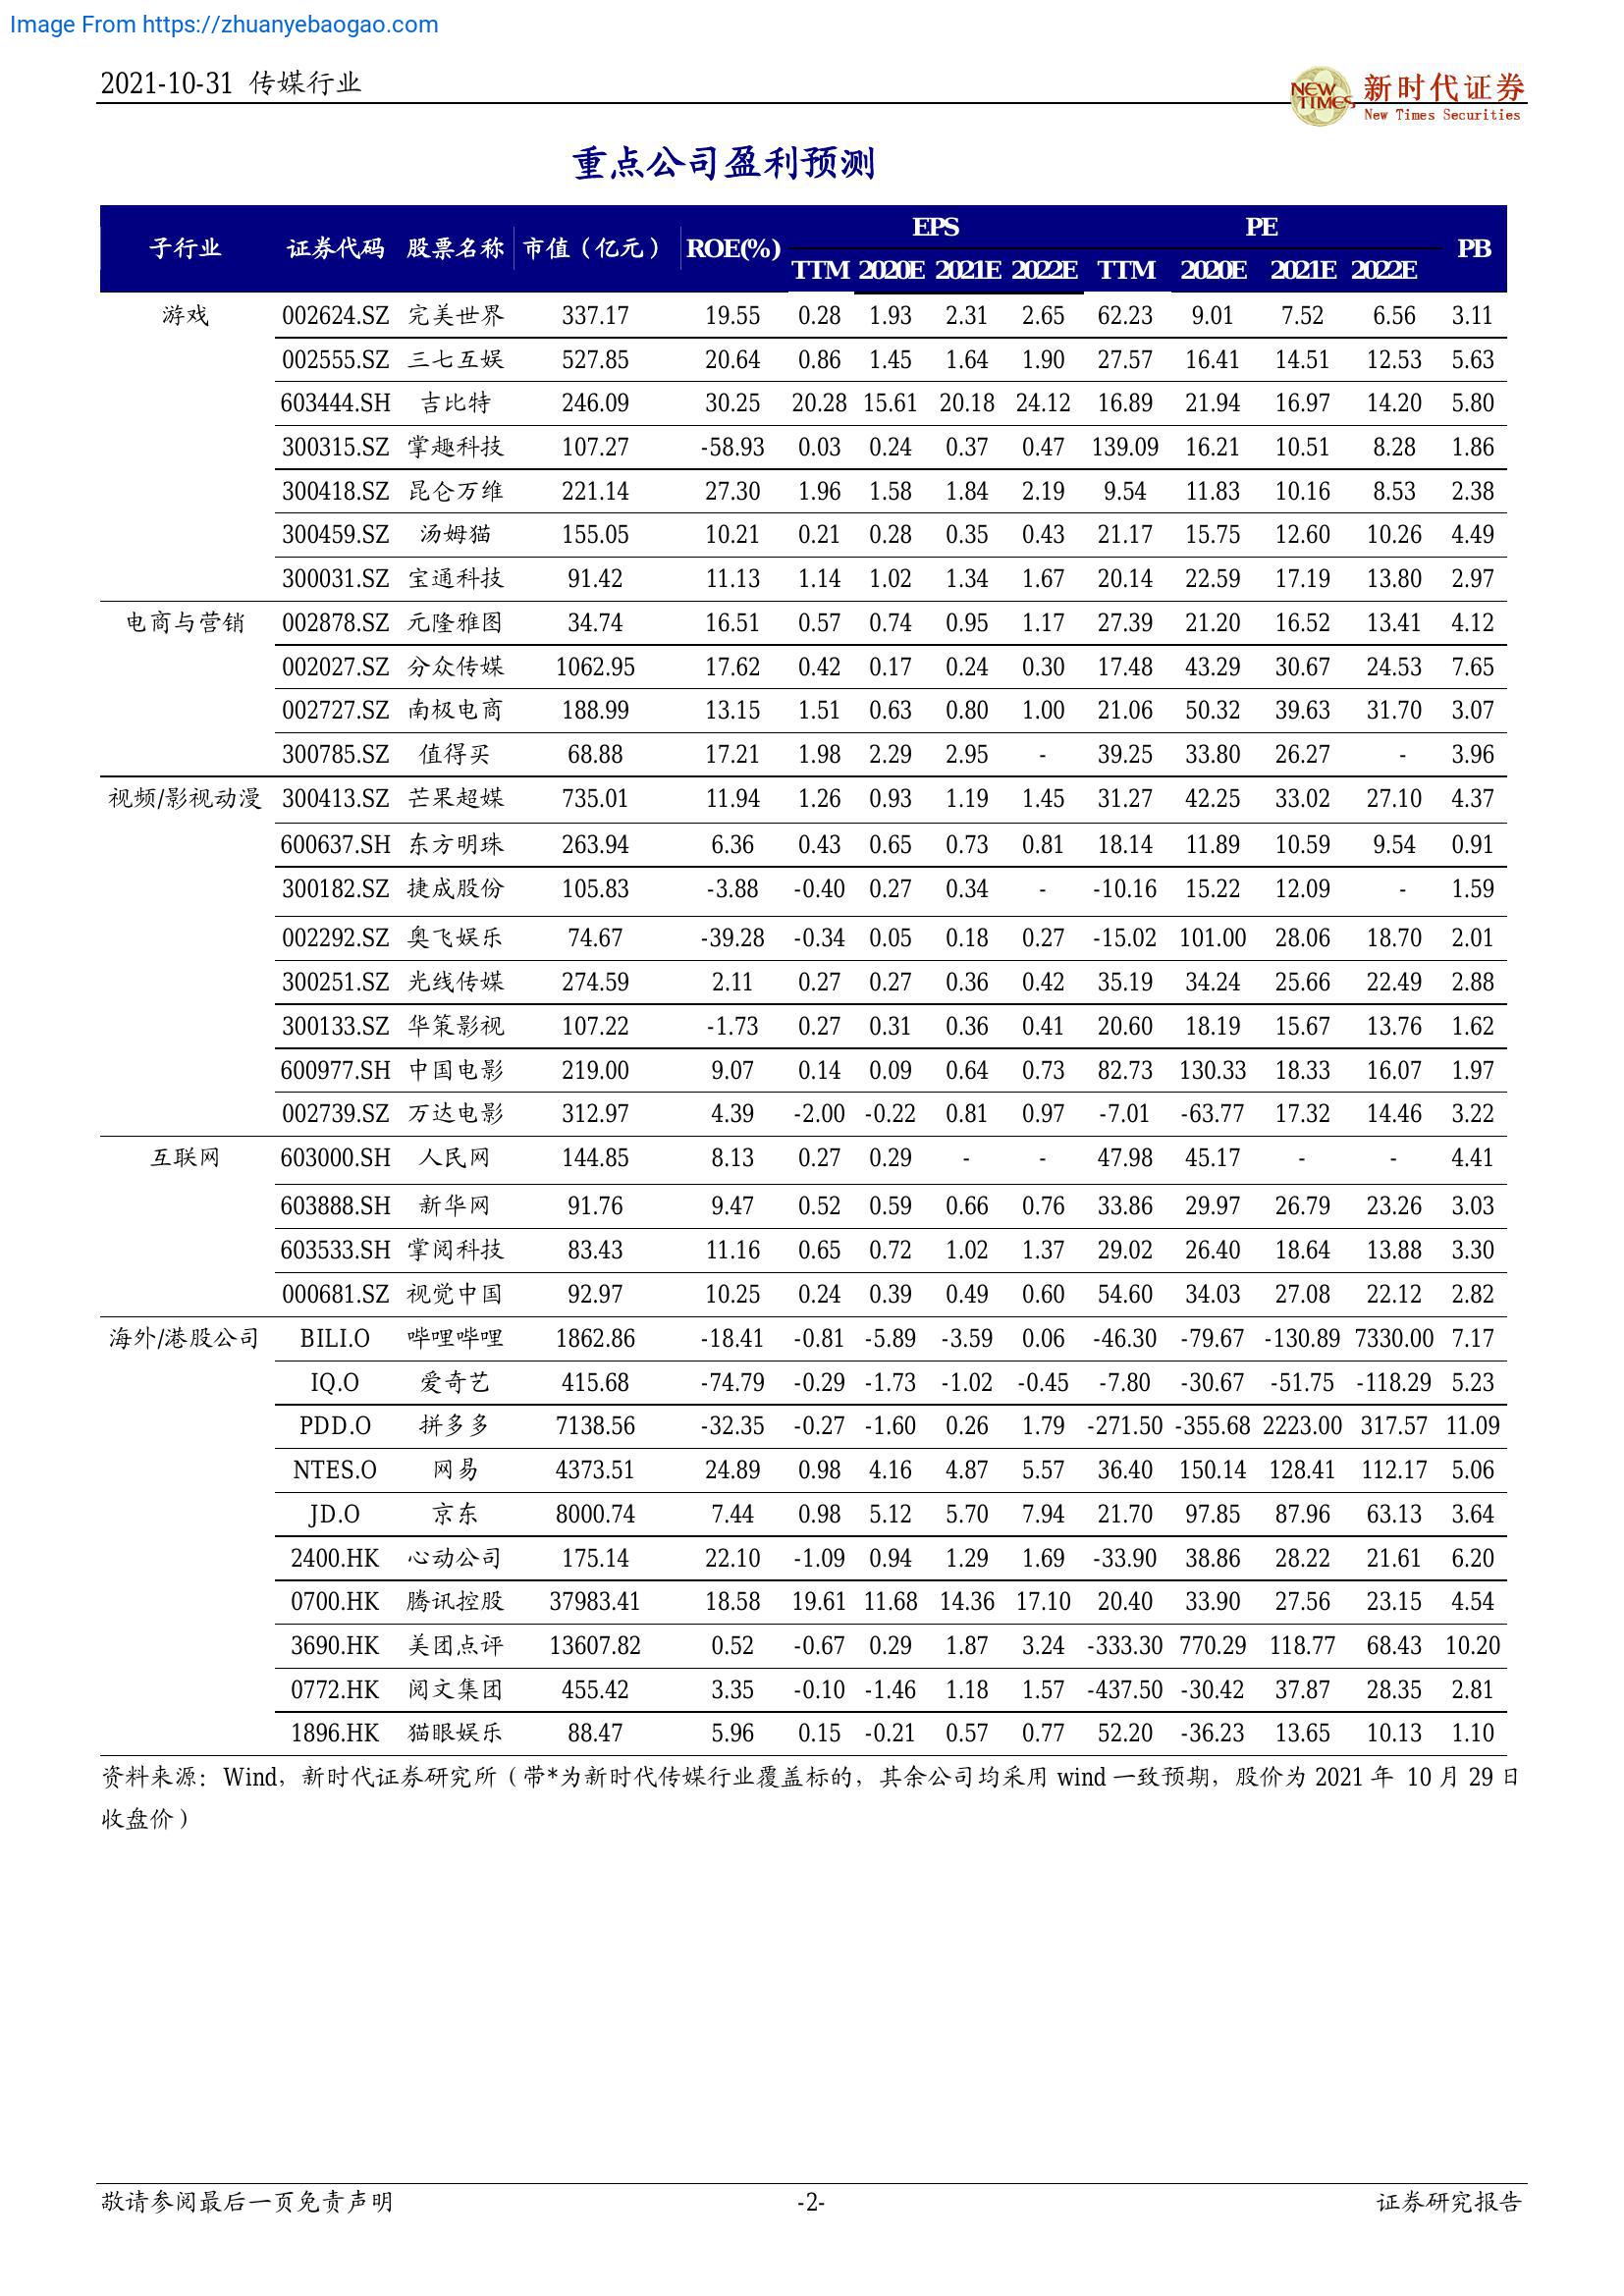 Image From https://zhuanyebaogao.com
2021-10-31 传媒行业
NEW TIMES 新时代证券
New Times Securities
重点公司盈利预测
子行业 证券代码 股票名称 市值（亿元） ROE(%) EPS PE PB
TTM 2020E 2021E 2022E TTM 2020E 2021E 2022E
游戏 002624.SZ 完美世界 337.17 19.55 0.28 1.93 2.31 2.65 62.23 9.01 7.52 6.56 3.11
002555.SZ 三七互娱 527.85 20.64 0.86 1.45 1.64 1.90 27.57 16.41 14.51 12.53 5.63
603444.SH 吉比特 246.09 30.25 20.28 15.61 20.18 24.12 16.89 21.94 16.97 14.20 5.80
300315.SZ 掌趣科技 107.27 -58.93 0.03 0.24 0.37 0.47 139.09 16.21 10.51 8.28 1.86
300418.SZ 昆仑万维 221.14 27.30 1.96 1.58 1.84 2.19 9.54 11.83 10.16 8.53 2.38
300459.SZ 汤姆猫 155.05 10.21 0.21 0.28 0.35 0.43 21.17 15.75 12.60 10.26 4.49
300031.SZ 宝通科技 91.42 11.13 1.14 1.02 1.34 1.67 20.14 22.59 17.19 13.80 2.97
电商与营销 002878.SZ 元隆雅图 34.74 16.51 0.57 0.74 0.95 1.17 27.39 21.20 16.52 13.41 4.12
002027.SZ 分众传媒 1062.95 17.62 0.42 0.17 0.24 0.30 17.48 43.29 30.67 24.53 7.65
002727.SZ 南极电商 188.99 13.15 1.51 0.63 0.80 1.00 21.06 50.32 39.63 31.70 3.07
300785.SZ 值得买 68.88 17.21 1.98 2.29 2.95 - 39.25 33.80 26.27 - 3.96
视频/影视动漫 300413.SZ 芒果超媒 735.01 11.94 1.26 0.93 1.19 1.45 31.27 42.25 33.02 27.10 4.37
600637.SH 东方明珠 263.94 6.36 0.43 0.65 0.73 0.81 18.14 11.89 10.59 9.54 0.91
300182.SZ 捷成股份 105.83 -3.88 -0.40 0.27 0.34 - -10.16 15.22 12.09 - 1.59
002292.SZ 奥飞娱乐 74.67 -39.28 -0.34 0.05 0.18 0.27 -15.02 101.00 28.06 18.70 2.01
300251.SZ 光线传媒 274.59 2.11 0.27 0.27 0.36 0.42 35.19 34.24 25.66 22.49 2.88
300133.SZ 华策影视 107.22 -1.73 0.27 0.31 0.36 0.41 20.60 18.19 15.67 13.76 1.62
600977.SH 中国电影 219.00 9.07 0.14 0.09 0.64 0.73 82.73 130.33 18.33 16.07 1.97
002739.SZ 万达电影 312.97 4.39 -2.00 -0.22 0.81 0.97 -7.01 -63.77 17.32 14.46 3.22
互联网 603000.SH 人民网 144.85 8.13 0.27 0.29 - - 47.98 45.17 - - 4.41
603888.SH 新华网 91.76 9.47 0.52 0.59 0.66 0.76 33.86 29.97 26.79 23.26 3.03
603533.SH 掌阅科技 83.43 11.16 0.65 0.72 1.02 1.37 29.02 26.40 18.64 13.88 3.30
000681.SZ 视觉中国 92.97 10.25 0.24 0.39 0.49 0.60 54.60 34.03 27.08 22.12 2.82
海外/港股公司 BILI.O 哔哩哔哩 1862.86 -18.41 -0.81 -5.89 -3.59 0.06 -46.30 -79.67 -130.89 7330.00 7.17
IQ.O 爱奇艺 415.68 -74.79 -0.29 -1.73 -1.02 -0.45 -7.80 -30.67 -51.75 -118.29 5.23
PDD.O 拼多多 7138.56 -32.35 -0.27 -1.60 0.26 1.79 -271.50 -355.68 2223.00 317.57 11.09
NTES.O 网易 4373.51 24.89 0.98 4.16 4.87 5.57 36.40 150.14 128.41 112.17 5.06
JD.O 京东 8000.74 7.44 0.98 5.12 5.70 7.94 21.70 97.85 87.96 63.13 3.64
2400.HK 心动公司 175.14 22.10 -1.09 0.94 1.29 1.69 -33.90 38.86 28.22 21.61 6.20
0700.HK 腾讯控股 37983.41 18.58 19.61 11.68 14.36 17.10 20.40 33.90 27.56 23.15 4.54
3690.HK 美团点评 13607.82 0.52 -0.67 0.29 1.87 3.24 -333.30 770.29 118.77 68.43 10.20
0772.HK 阅文集团 455.42 3.35 -0.10 -1.46 1.18 1.57 -437.50 -30.42 37.87 28.35 2.81
1896.HK 猫眼娱乐 88.47 5.96 0.15 -0.21 0.57 0.77 52.20 -36.23 13.65 10.13 1.10
资料来源：Wind，新时代证券研究所（带*为新时代传媒行业覆盖标的，其余公司均采用 wind 一致预期，股价为 2021 年 10 月 29 日
收盘价）
敬请参阅最后一页免责声明 -2- 证券研究报告